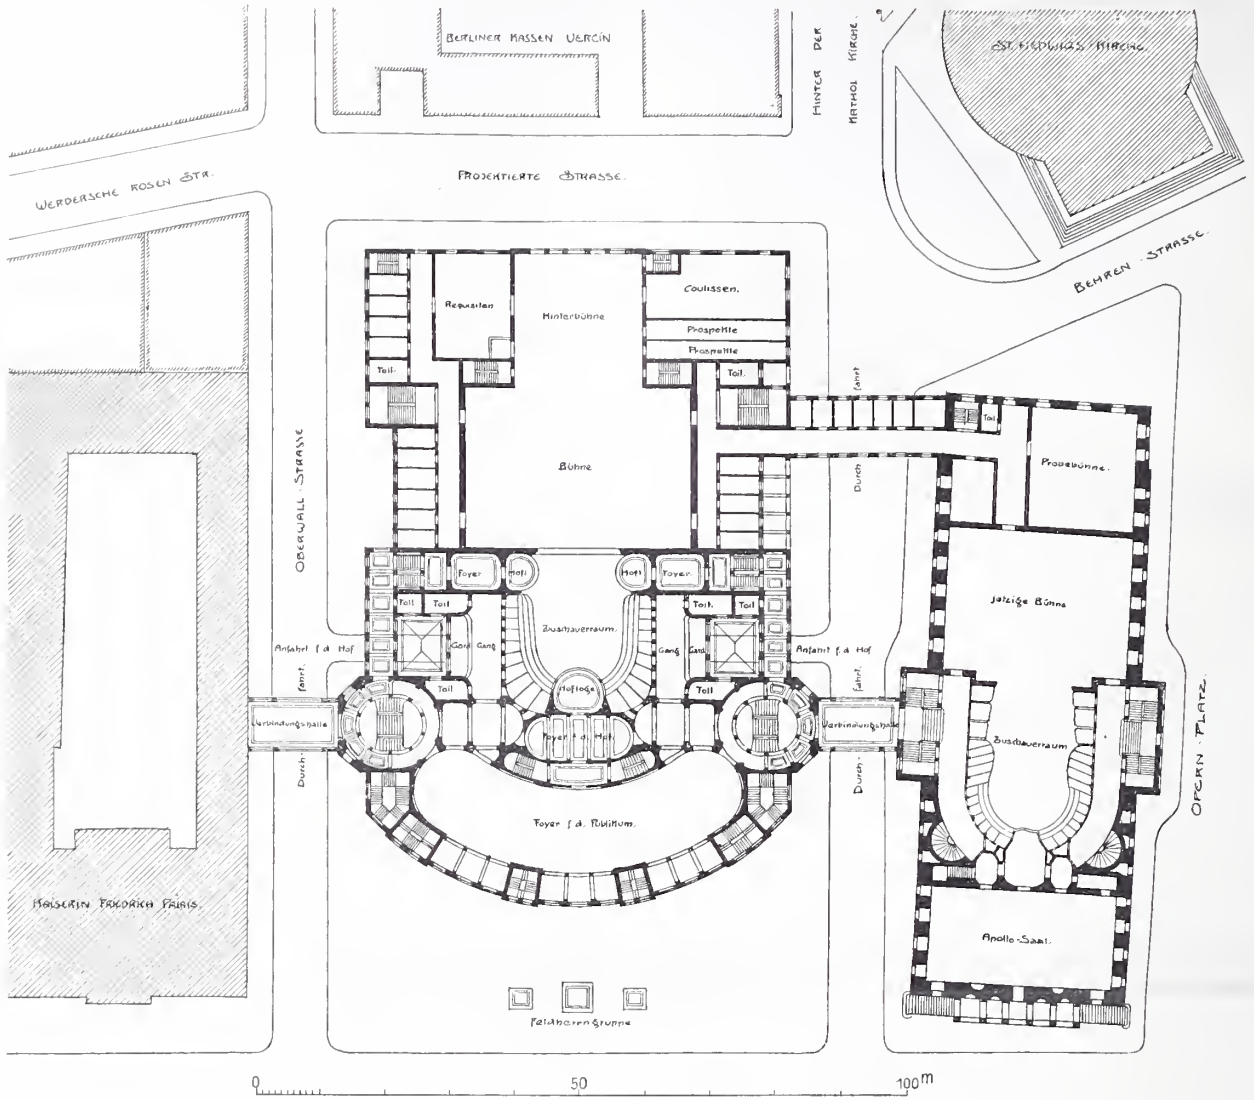 BERLINER KASSEN VEREIN
HINTER DER
KATHOL KIRCHE.
ST. HEDWIGS-KIRCHE.
WERDERSCHE ROSEN STR.
PROJEKTIERTE STRASSE.
BEHREN-STRASSE.
OBERWALL-STRASSE
Requisiten
Hinterbühne
Coulissen.
Prospekte
Prospekte
Toil.
Toil.
Durch
fahrt
Toil
Bühne
Probebühne.
Foyer
Hofl
Hofl
Foyer.
Toil
Toil
Toil.
Toil
Jetzige Bühne
Zuschauerraum.
Anfahrt f. d. Hof
Gard
Gang
Gang
Gard
Anfahrt f. d. Hof
Toil
Hofloge
Toil
Durch
fahrt.
Durch
fahrt.
Verbindungshalle
Foyer f. d. Hof.
Verbindungshalle
Zuschauerraum
OPERN-PLATZ.
Foyer f. d. Publikum.
KAISERIN FRIEDRICH PALAIS.
Apollo-Saal.
Feldherrengruppe
0 50 100 m